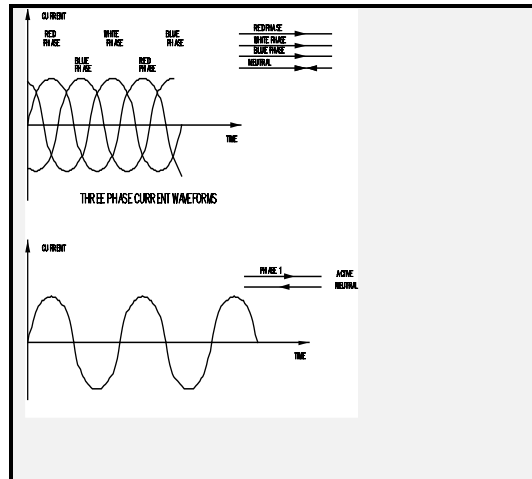 CURRENT
RED PHASE
WHITE PHASE
BLUE PHASE
BLUE PHASE
RED PHASE
TIME
RED PHASE
WHITE PHASE
BLUE PHASE
NEUTRAL
THREE PHASE CURRENT WAVEFORMS
CURRENT
PHASE 1
ACTIVE
NEUTRAL
TIME